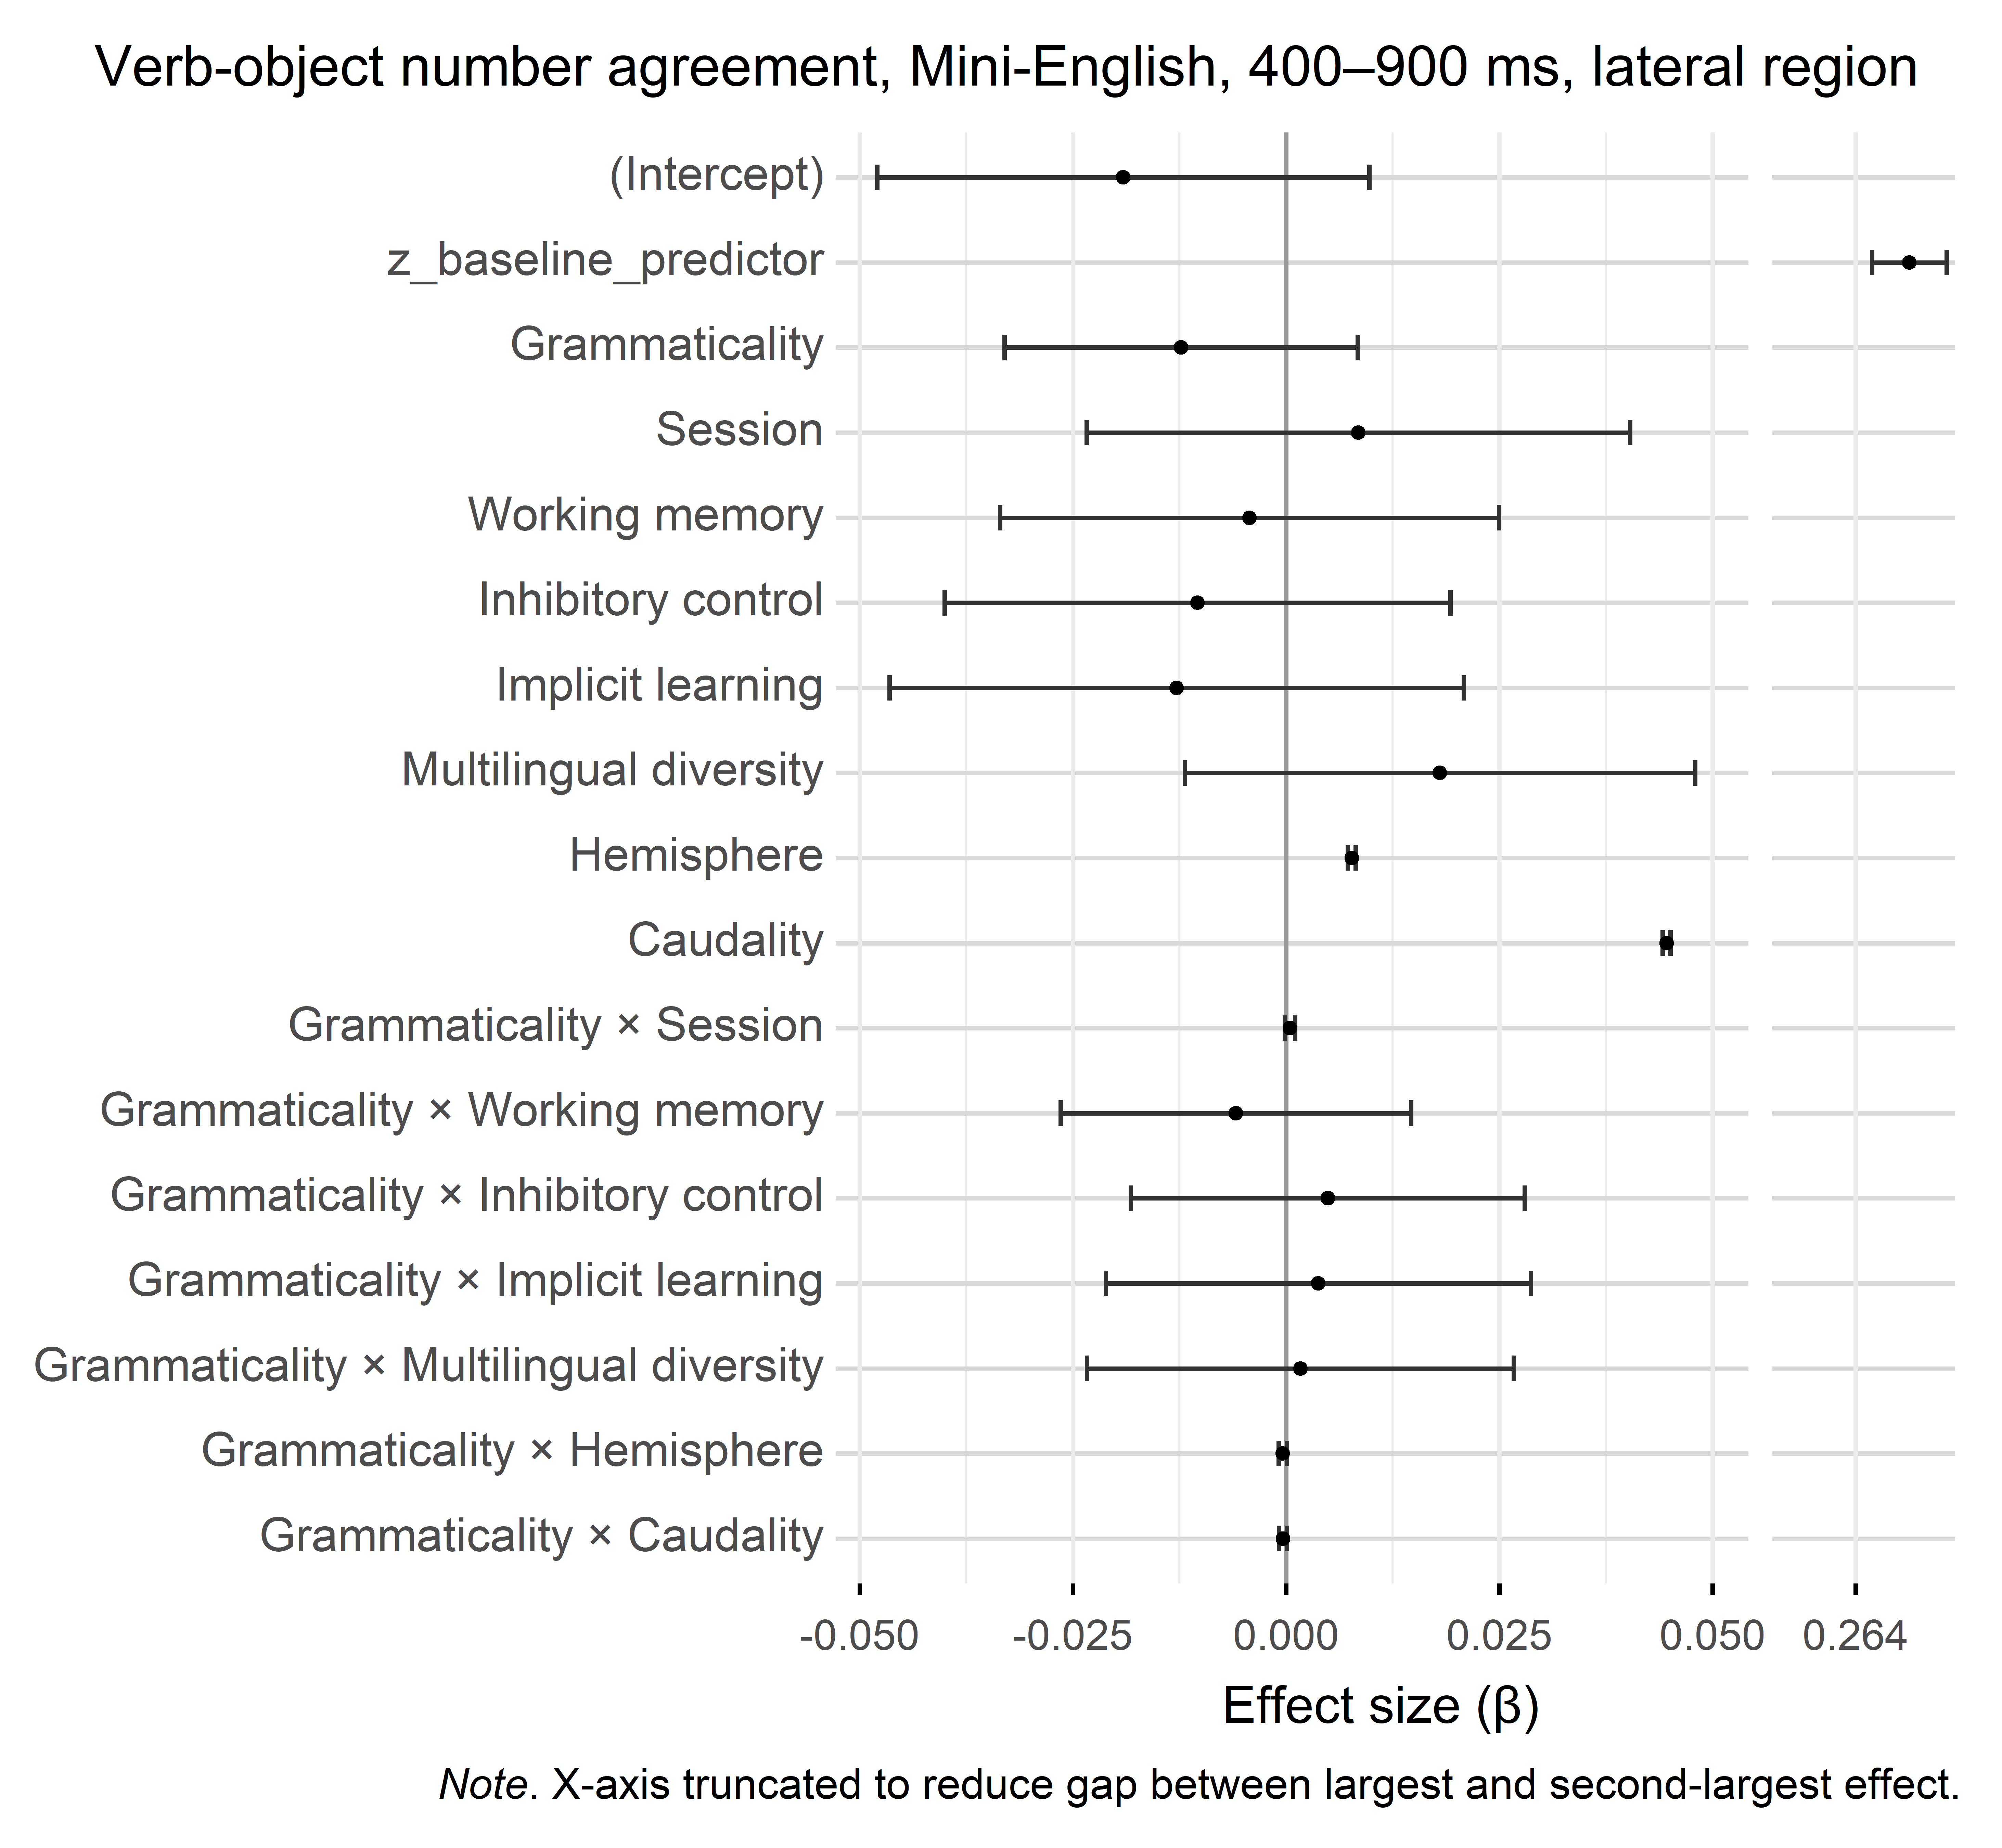 Verb-object number agreement, Mini-English, 400–900 ms, lateral region
(Intercept)
z_baseline_predictor
Grammaticality
Session
Working memory
Inhibitory control
Implicit learning
Multilingual diversity
Hemisphere
Caudality
Grammaticality × Session
Grammaticality × Working memory
Grammaticality × Inhibitory control
Grammaticality × Implicit learning
Grammaticality × Multilingual diversity
Grammaticality × Hemisphere
Grammaticality × Caudality
-0.050 -0.025 0.000 0.025 0.050 0.264
Effect size (β)
Note. X-axis truncated to reduce gap between largest and second-largest effect.